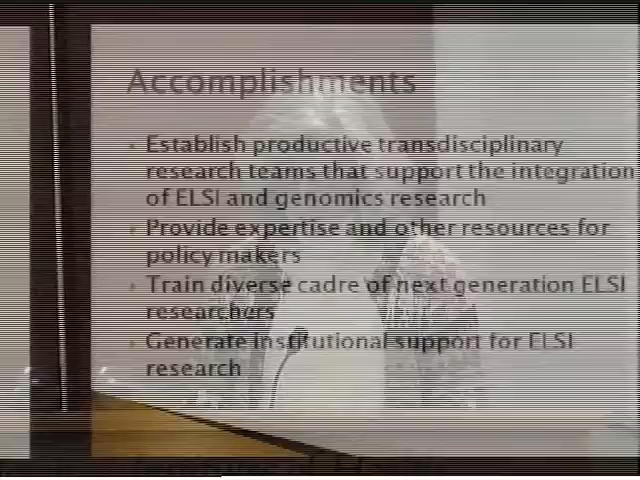 Accomplishments
Establish productive transdisciplinary
research teams that support the integration
of ELSI and genomics research
Provide expertise and other resources for
policy makers
Train diverse cadre of next generation ELSI
researchers
Generate institutional support for ELSI
research